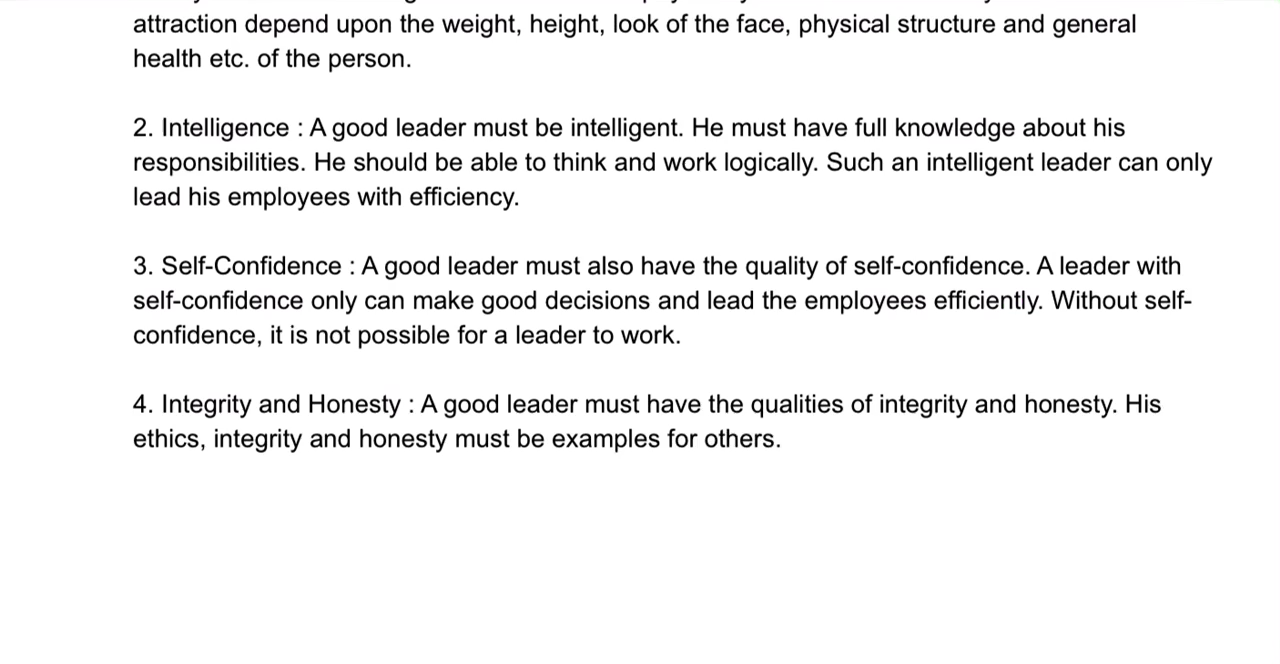 attraction depend upon the weight, height, look of the face, physical structure and general
health etc. of the person.
2. Intelligence : A good leader must be intelligent. He must have full knowledge about his
responsibilities. He should be able to think and work logically. Such an intelligent leader can only
lead his employees with efficiency.
3. Self-Confidence : A good leader must also have the quality of self-confidence. A leader with
self-confidence only can make good decisions and lead the employees efficiently. Without self-
confidence, it is not possible for a leader to work.
4. Integrity and Honesty : A good leader must have the qualities of integrity and honesty. His
ethics, integrity and honesty must be examples for others.